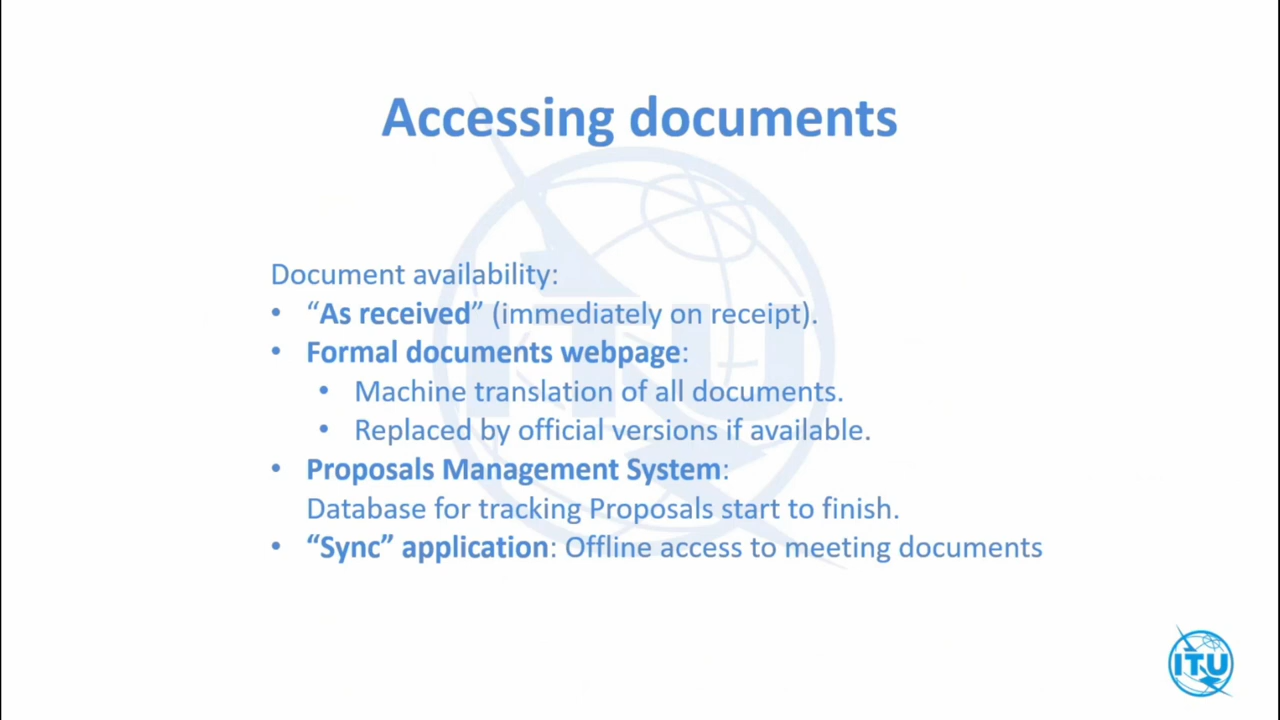 Accessing documents
Document availability:
• “As received” (immediately on receipt).
• Formal documents webpage:
• Machine translation of all documents.
• Replaced by official versions if available.
• Proposals Management System:
Database for tracking Proposals start to finish.
• “Sync” application: Offline access to meeting documents
ITU
ITU